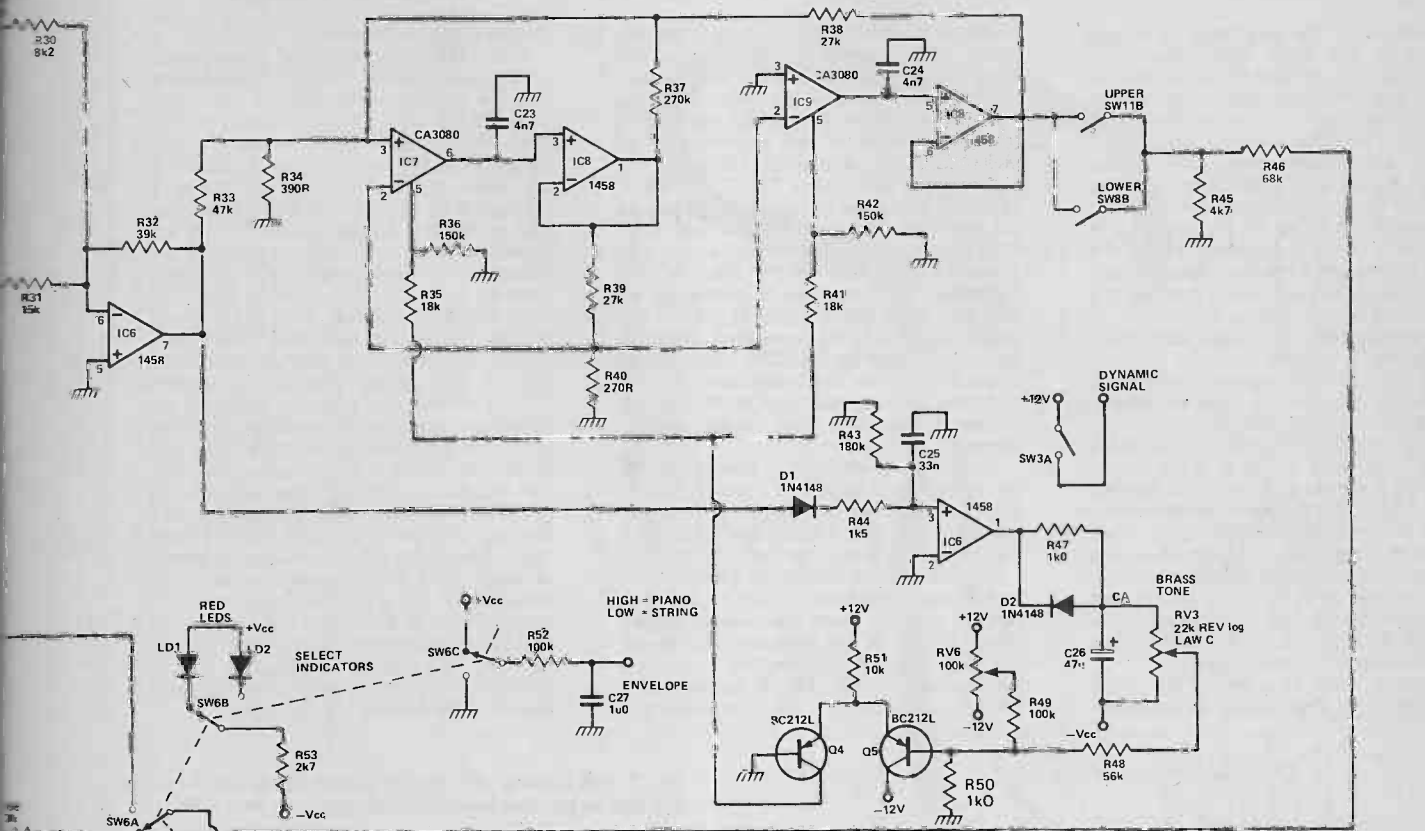 R30
8k2
R31
15k
R32
39k
R33
47k
R34
390R
6
5
7
IC6
1458
CA3080
3
2
6
5
IC7
C23
4n7
R36
150k
R35
18k
3
2
1
IC8
1458
R37
270k
R38
27k
R39
27k
R40
270R
CA3080
3
2
5
IC9
C24
4n7
5
6
7
R42
150k
R41
18k
UPPER
SW11B
LOWER
SW8B
R46
68k
R45
4k7
+12V
DYNAMIC
SIGNAL
SW3A
R43
180k
C25
33n
D1
1N4148
R44
1k5
1458
3
2
1
IC6
R47
1k0
D2
1N4148
CA
BRASS
TONE
RV3
22k REV log
LAW C
C26
-Vcc
R48
56k
+12V
R51
10k
+12V
RV6
100k
-12V
R49
100k
BC212L
Q4
BC212L
Q5
-12V
R50
1kO
RED
LEDS
+Vcc
LD1
LD2
SELECT
INDICATORS
SW6B
R53
2k7
-Vcc
SW6A
+Vcc
SW6C
R52
100k
HIGH = PIANO
LOW = STRING
ENVELOPE
C27
1u0